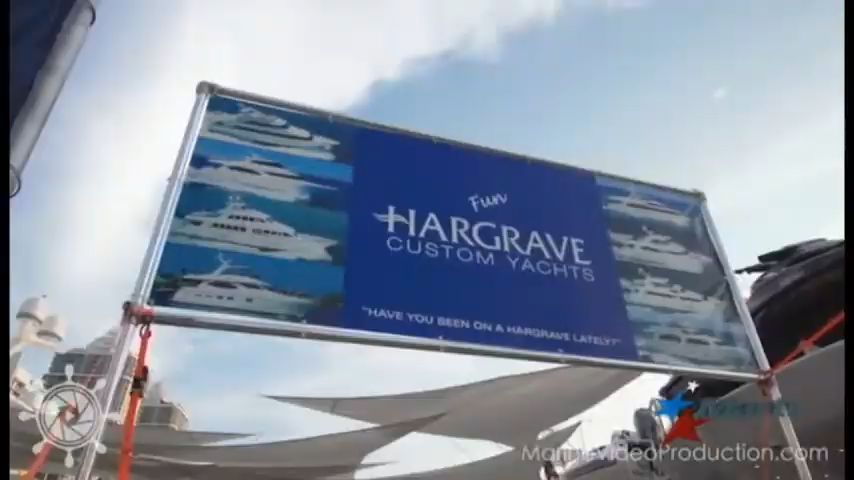 Fun
HARGRAVE
CUSTOM YACHTS
"HAVE YOU BEEN ON A HARGRAVE LATELY?"
MarineVideoProduction.com